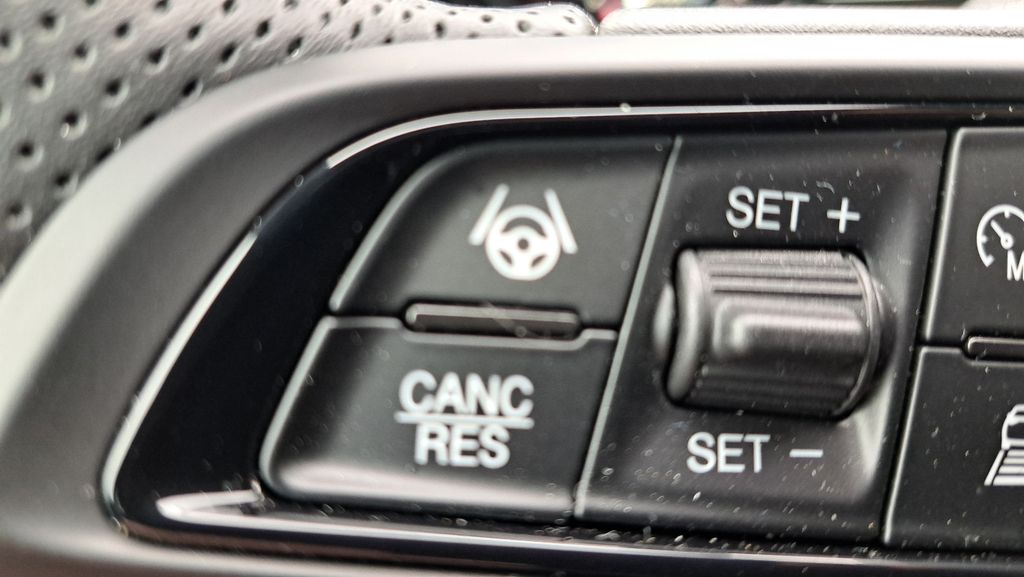 SET +
M
CANC
RES
SET −